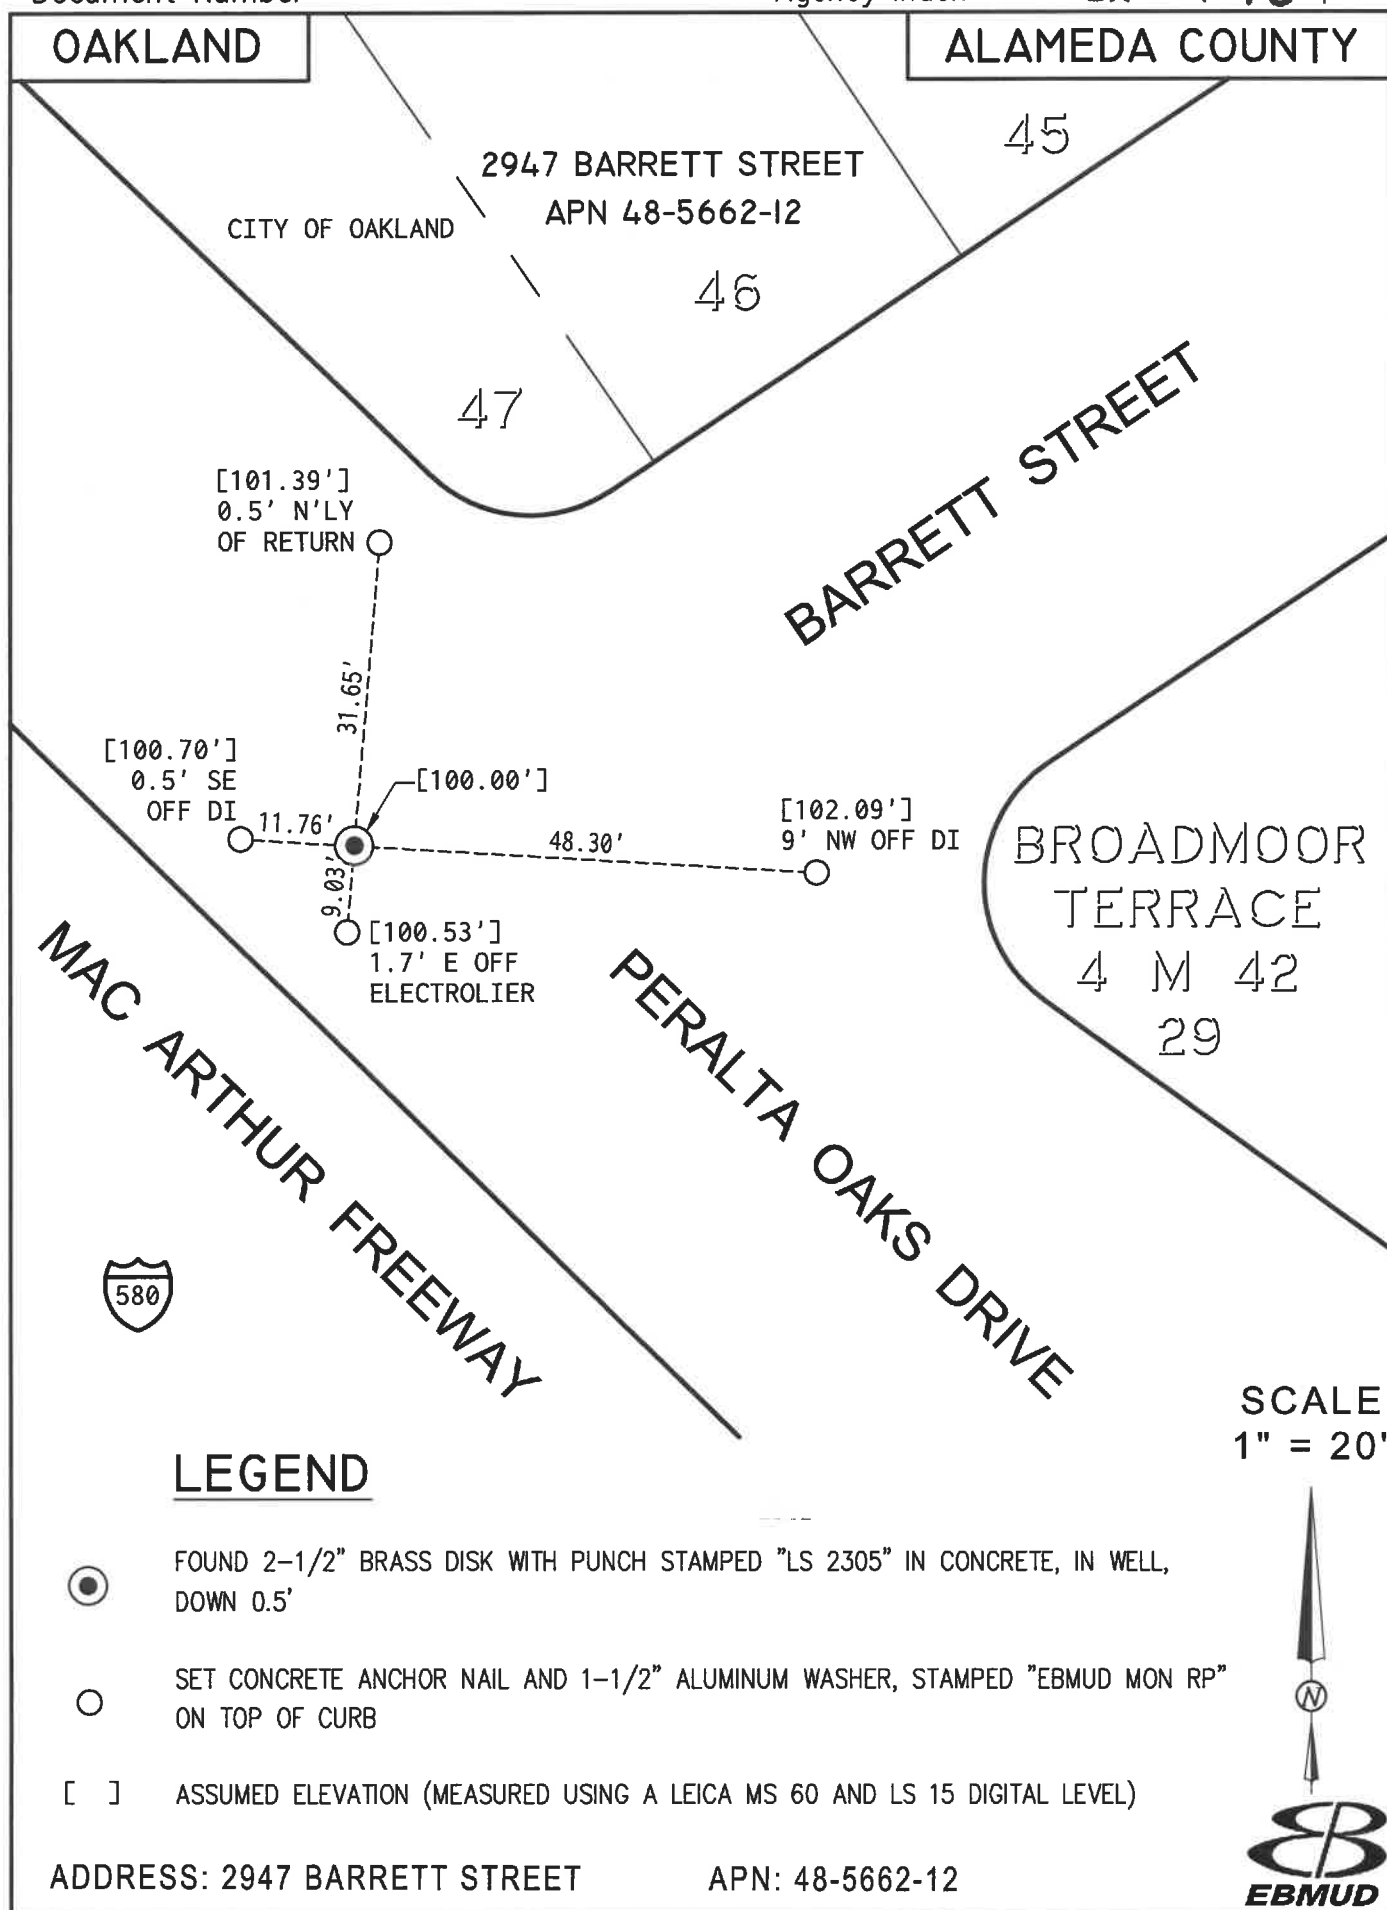 Document Number
Agency Index
OAKLAND
ALAMEDA COUNTY
45
2947 BARRETT STREET
APN 48-5662-12
CITY OF OAKLAND
46
47
BARRETT STREET
[101.39']
0.5' N'LY
OF RETURN
31.65'
[100.70']
0.5' SE
OFF DI
11.76'
[100.00']
48.30'
[102.09']
9' NW OFF DI
9.03'
[100.53']
1.7' E OFF
ELECTROLIER
BROADMOOR
TERRACE
4 M 42
29
MAC ARTHUR FREEWAY
PERALTA OAKS DRIVE
580
SCALE
1" = 20'
LEGEND
FOUND 2-1/2" BRASS DISK WITH PUNCH STAMPED "LS 2305" IN CONCRETE, IN WELL,
DOWN 0.5'
SET CONCRETE ANCHOR NAIL AND 1-1/2" ALUMINUM WASHER, STAMPED "EBMUD MON RP"
ON TOP OF CURB
[ ] ASSUMED ELEVATION (MEASURED USING A LEICA MS 60 AND LS 15 DIGITAL LEVEL)
N
ADDRESS: 2947 BARRETT STREET APN: 48-5662-12
EBMUD